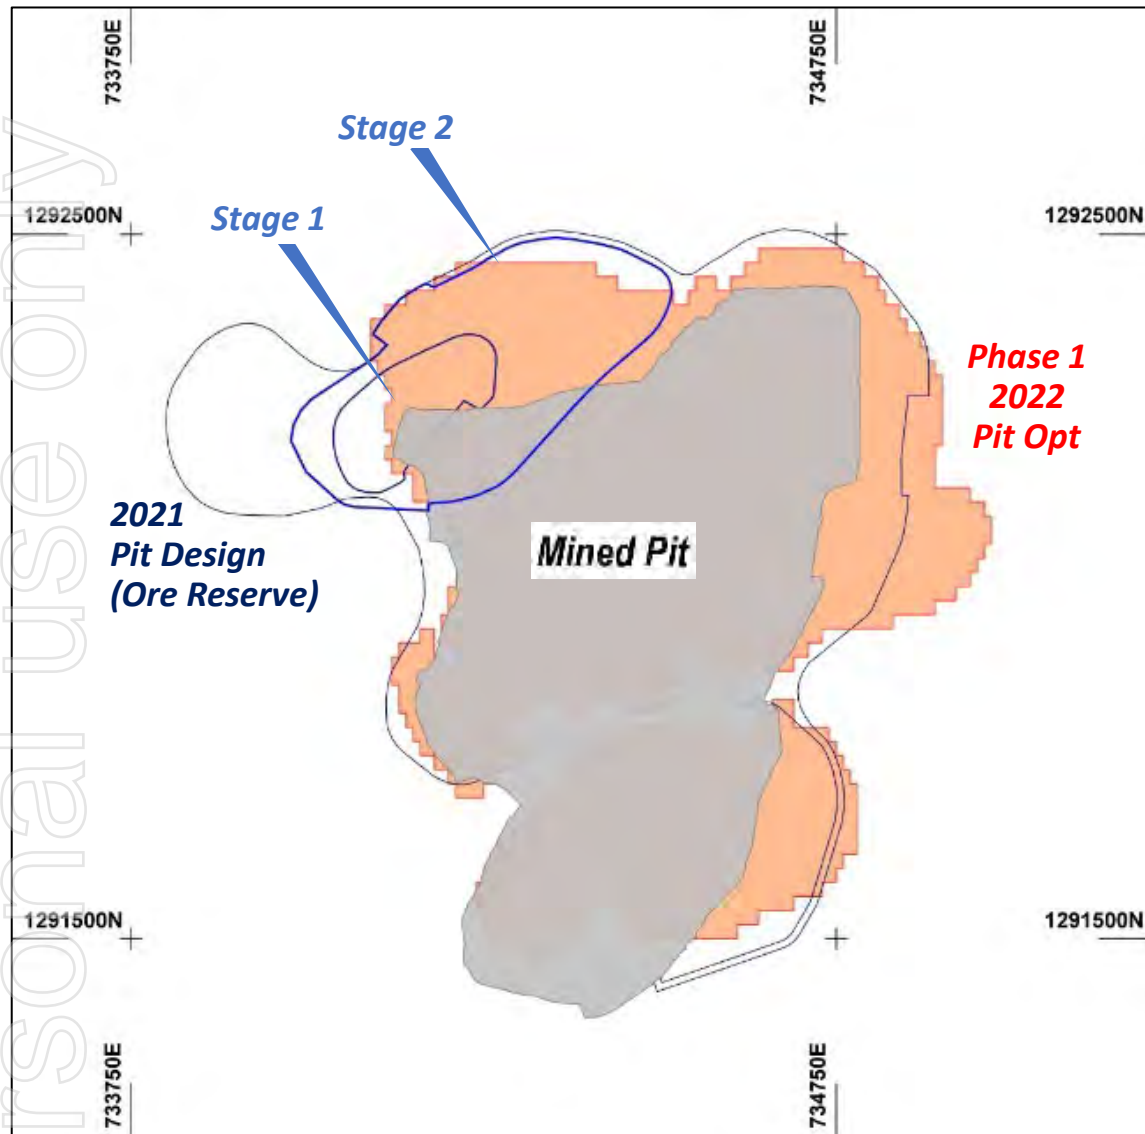 733750E
734750E
Stage 2
Stage 1
1292500N
1292500N
Phase 1
2022
Pit Opt
2021
Pit Design
(Ore Reserve)
Mined Pit
1291500N
1291500N
733750E
734750E
rsonal use only